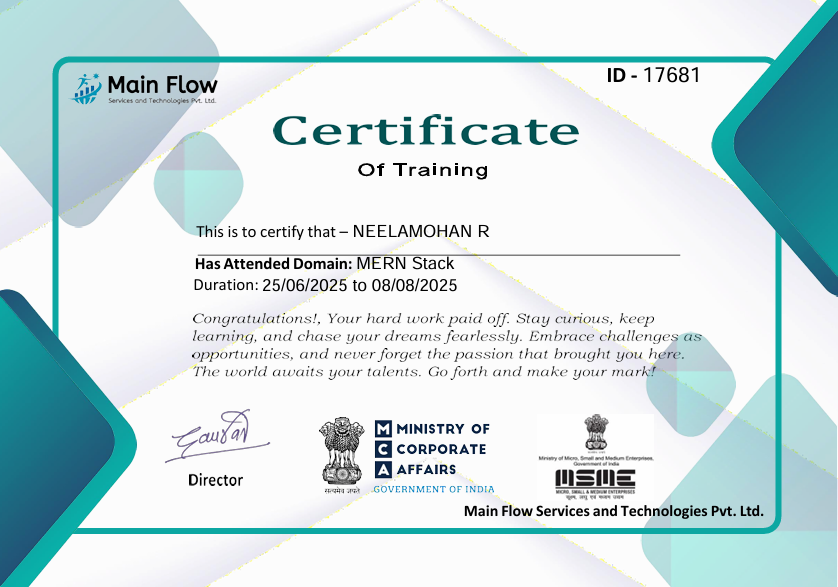 Main Flow
Services and Technologies Pvt. Ltd.
ID - 17681
Certificate
Of Training
This is to certify that – NEELAMOHAN R
Has Attended Domain: MERN Stack
Duration: 25/06/2025 to 08/08/2025
Congratulations!, Your hard work paid off. Stay curious, keep
learning, and chase your dreams fearlessly. Embrace challenges as
opportunities, and never forget the passion that brought you here.
The world awaits your talents. Go forth and make your mark!
Gaurav
Director
सत्यमेव जयते
MINISTRY OF
CORPORATE
AFFAIRS
GOVERNMENT OF INDIA
M
C
A
Ministry of Micro, Small and Medium Enterprises,
Government of India
MSME
MICRO, SMALL & MEDIUM ENTERPRISES
सूक्ष्म, लघु एवं मध्यम उद्यम
Main Flow Services and Technologies Pvt. Ltd.